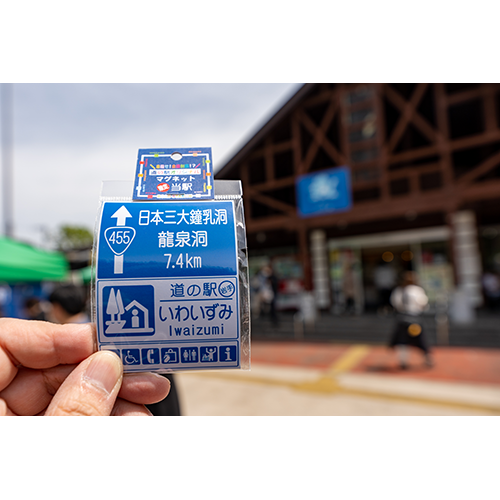 マグネット
当駅
455
日本三大鐘乳洞
龍泉洞
7.4km
道の駅
いわいずみ
Iwaizumi